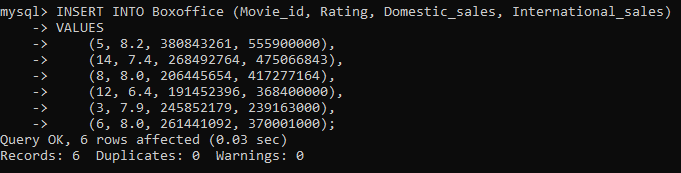 mysql> INSERT INTO Boxoffice (Movie_id, Rating, Domestic_sales, International_sales)
    -> VALUES
    ->     (5, 8.2, 380843261, 555900000),
    ->     (14, 7.4, 268492764, 475066843),
    ->     (8, 8.0, 206445654, 417277164),
    ->     (12, 6.4, 191452396, 368400000),
    ->     (3, 7.9, 245852179, 239163000),
    ->     (6, 8.0, 261441092, 370001000);
Query OK, 6 rows affected (0.03 sec)
Records: 6  Duplicates: 0  Warnings: 0